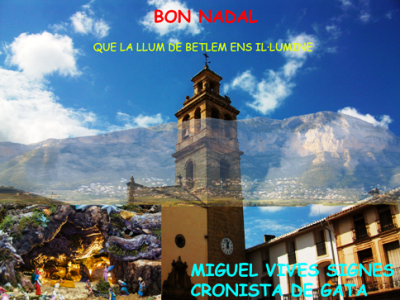 BON NADAL
QUE LA LLUM DE BETLEM ENS IL·LUMINE
MIGUEL VIVES SIGNES
CRONISTA DE GATA